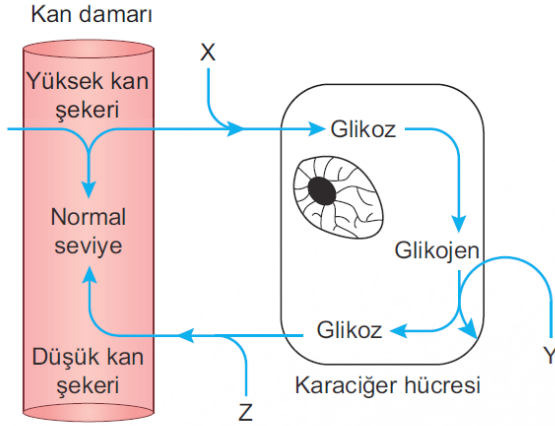 Kan damarı
Yüksek kan
şekeri
X
Glikoz
Normal
seviye
Glikojen
Glikoz
Düşük kan
şekeri
Karaciğer hücresi
Y
Z